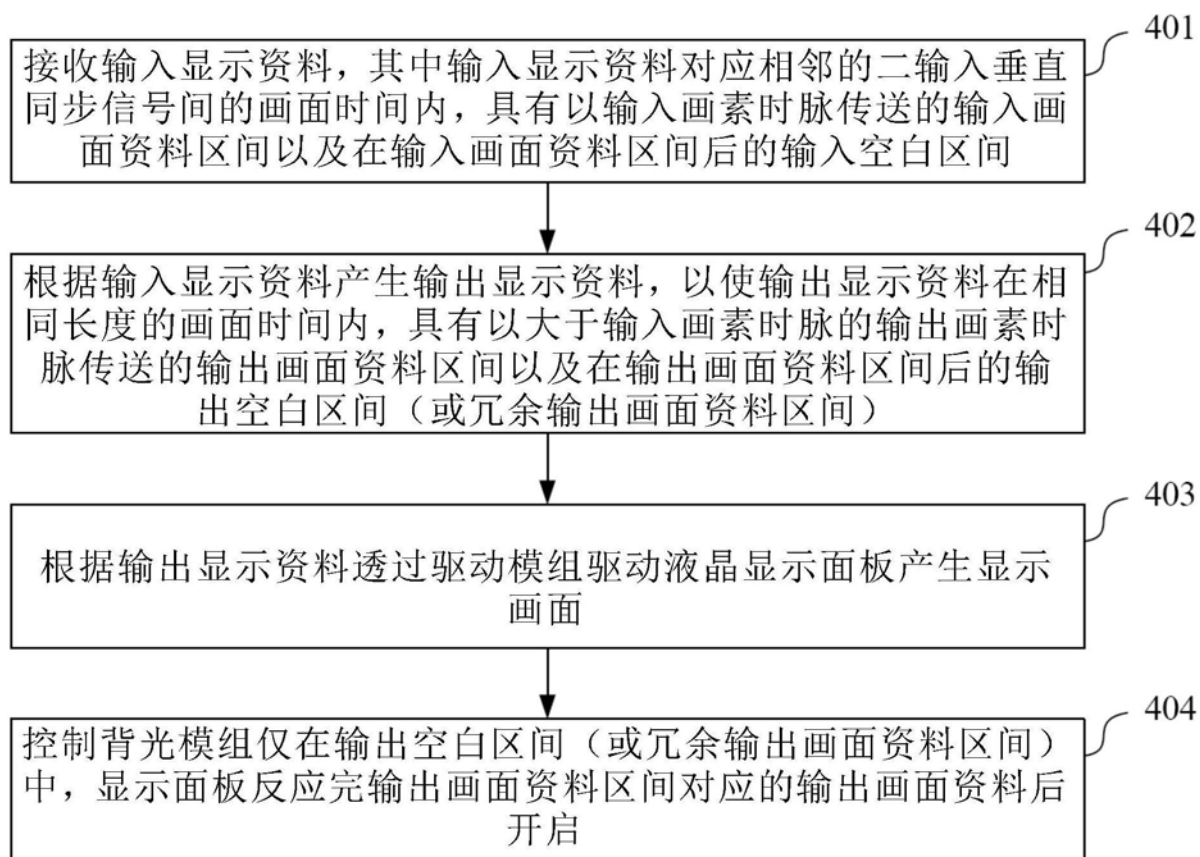 401
接收输入显示资料，其中输入显示资料对应相邻的二输入垂直
同步信号间的画面时间内，具有以输入画素时脉传送的输入画
面资料区间以及在输入画面资料区间后的输入空白区间
402
根据输入显示资料产生输出显示资料，以使输出显示资料在相
同长度的画面时间内，具有以大于输入画素时脉的输出画素时
脉传送的输出画面资料区间以及在输出画面资料区间后的输
出空白区间（或冗余输出画面资料区间）
403
根据输出显示资料透过驱动模组驱动液晶显示面板产生显示
画面
404
控制背光模组仅在输出空白区间（或冗余输出画面资料区间）
中，显示面板反应完输出画面资料区间对应的输出画面资料后
开启